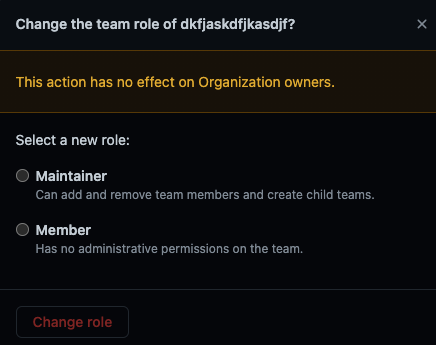 Change the team role of dkfjaskdfjkasdjf?
This action has no effect on Organization owners.
Select a new role:
Maintainer
Can add and remove team members and create child teams.
Member
Has no administrative permissions on the team.
Change role